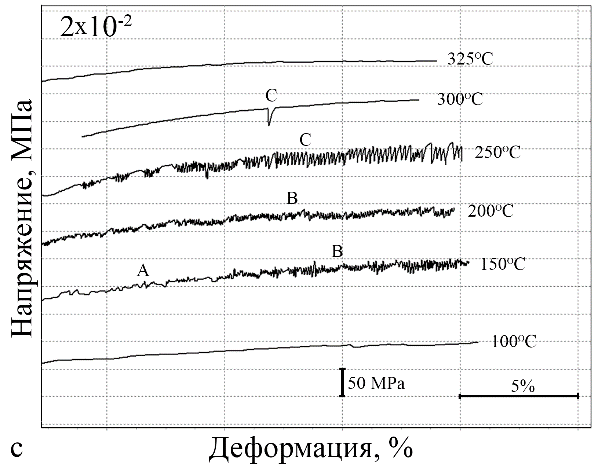 2x10⁻²
325°C
C
300°C
C
250°C
B
200°C
A
B
150°C
100°C
50 MPa
5%
Напряжение, МПа
с
Деформация, %